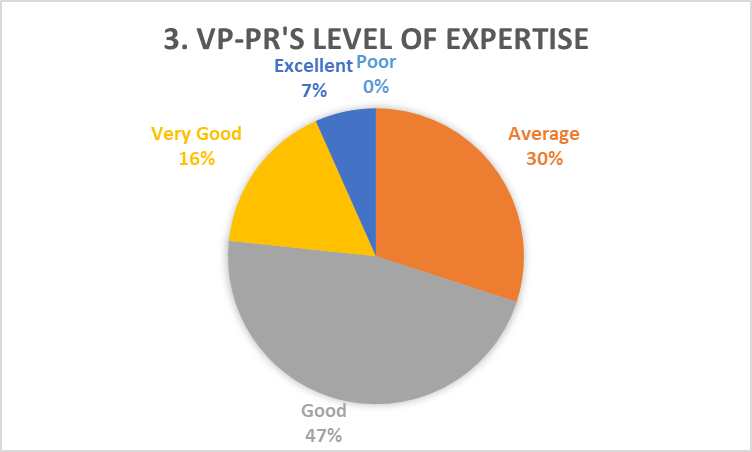 3. VP-PR'S LEVEL OF EXPERTISE
Poor
0%
Average
30%
Good
47%
Very Good
16%
Excellent
7%